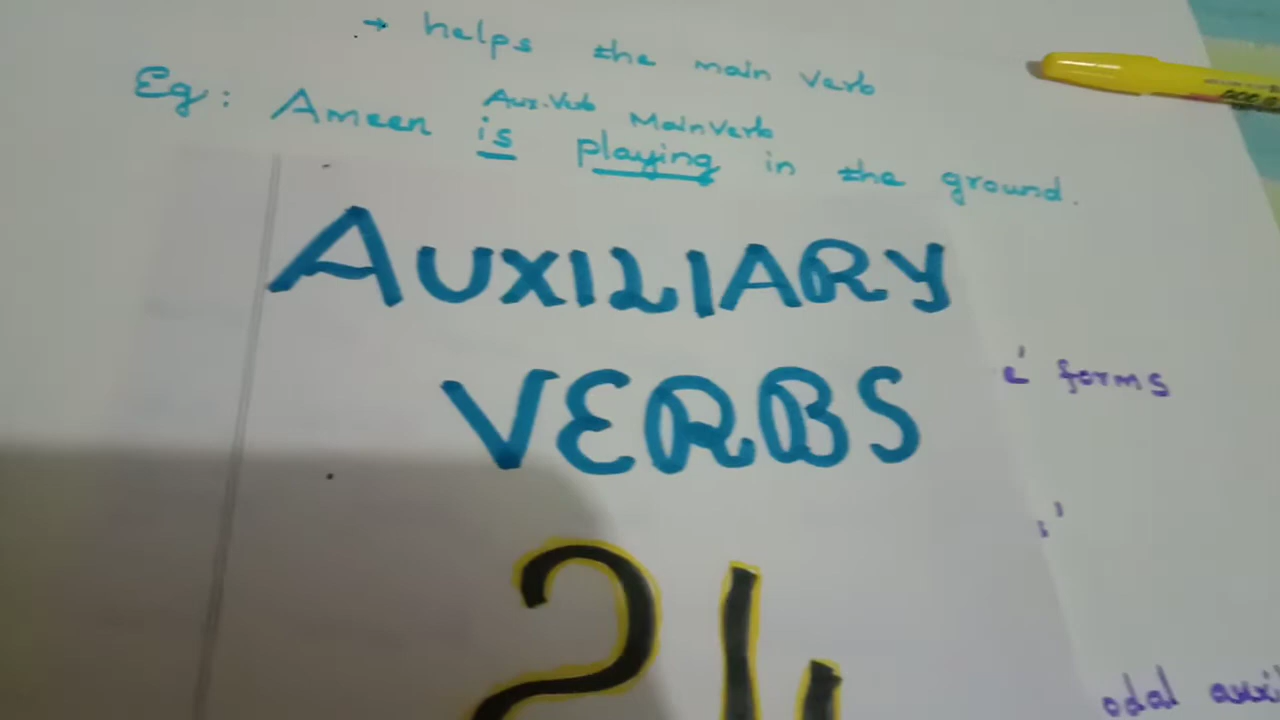 → helps the main verb
Aux.Verb Main Verb
Eg: Ameen is playing in the ground.
AUXILIARY
VERBS
forms
24